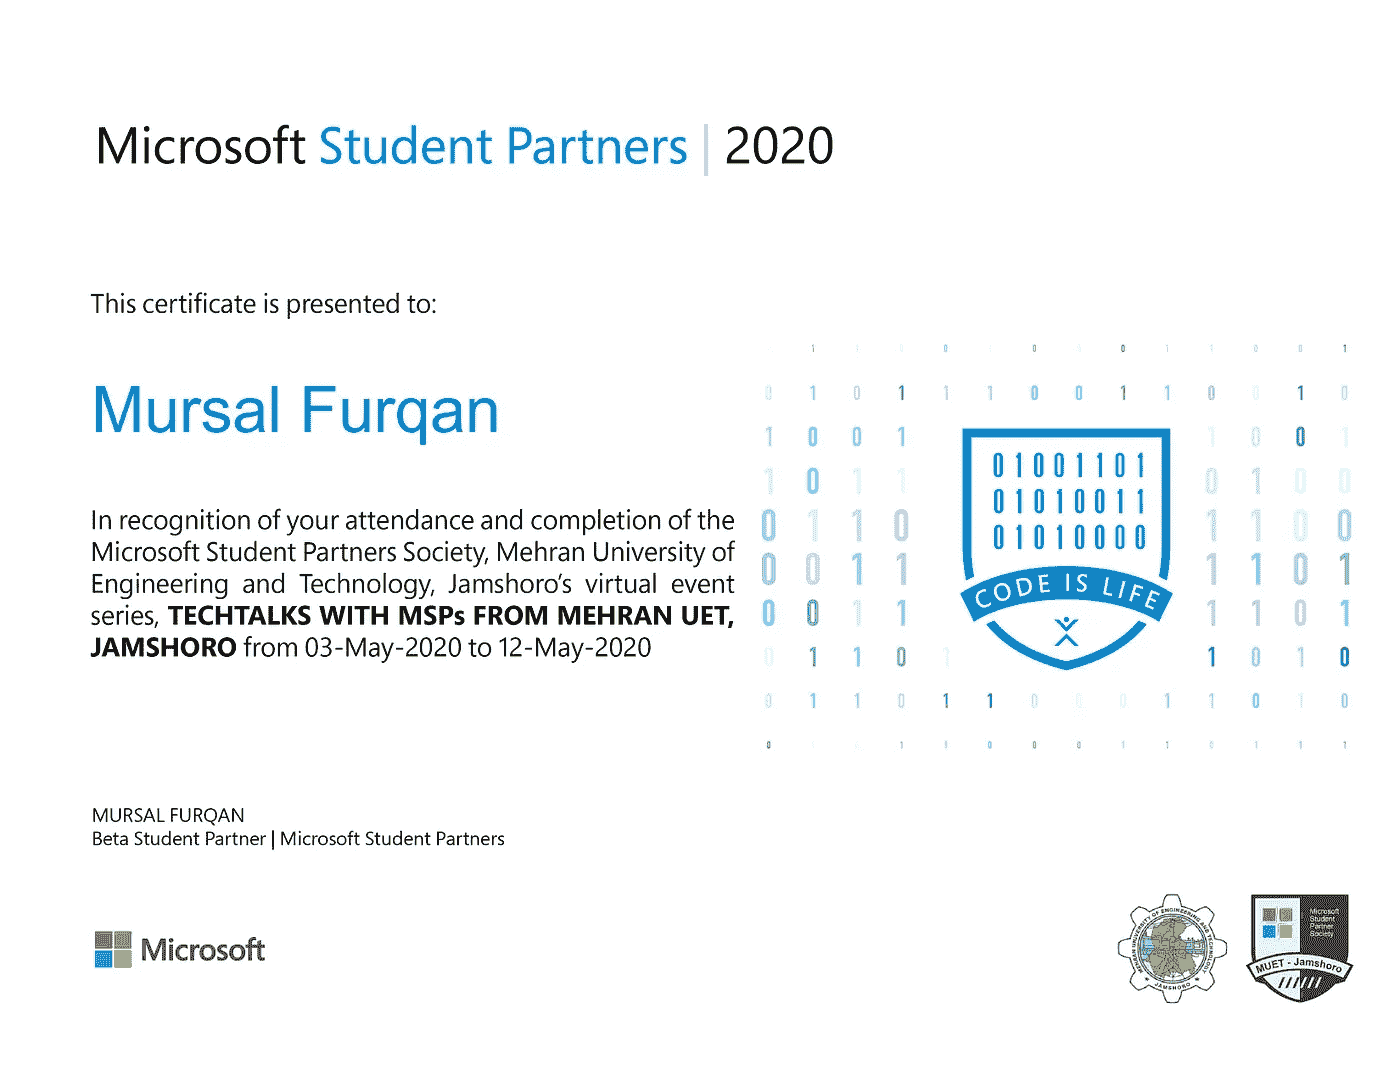 Microsoft Student Partners | 2020
This certificate is presented to:
Mursal Furqan
In recognition of your attendance and completion of the
Microsoft Student Partners Society, Mehran University of
Engineering and Technology, Jamshoro's virtual event
series, TECHTALKS WITH MSPs FROM MEHRAN UET,
JAMSHORO from 03-May-2020 to 12-May-2020
01001101
01010011
01010000
CODE IS LIFE
MURSAL FURQAN
Beta Student Partner | Microsoft Student Partners
Microsoft
MEHRAN UNIVERSITY OF ENGINEERING AND TECHNOLOGY
JAMSHORO
Microsoft
Student
Partner
Society
MUET - Jamshoro